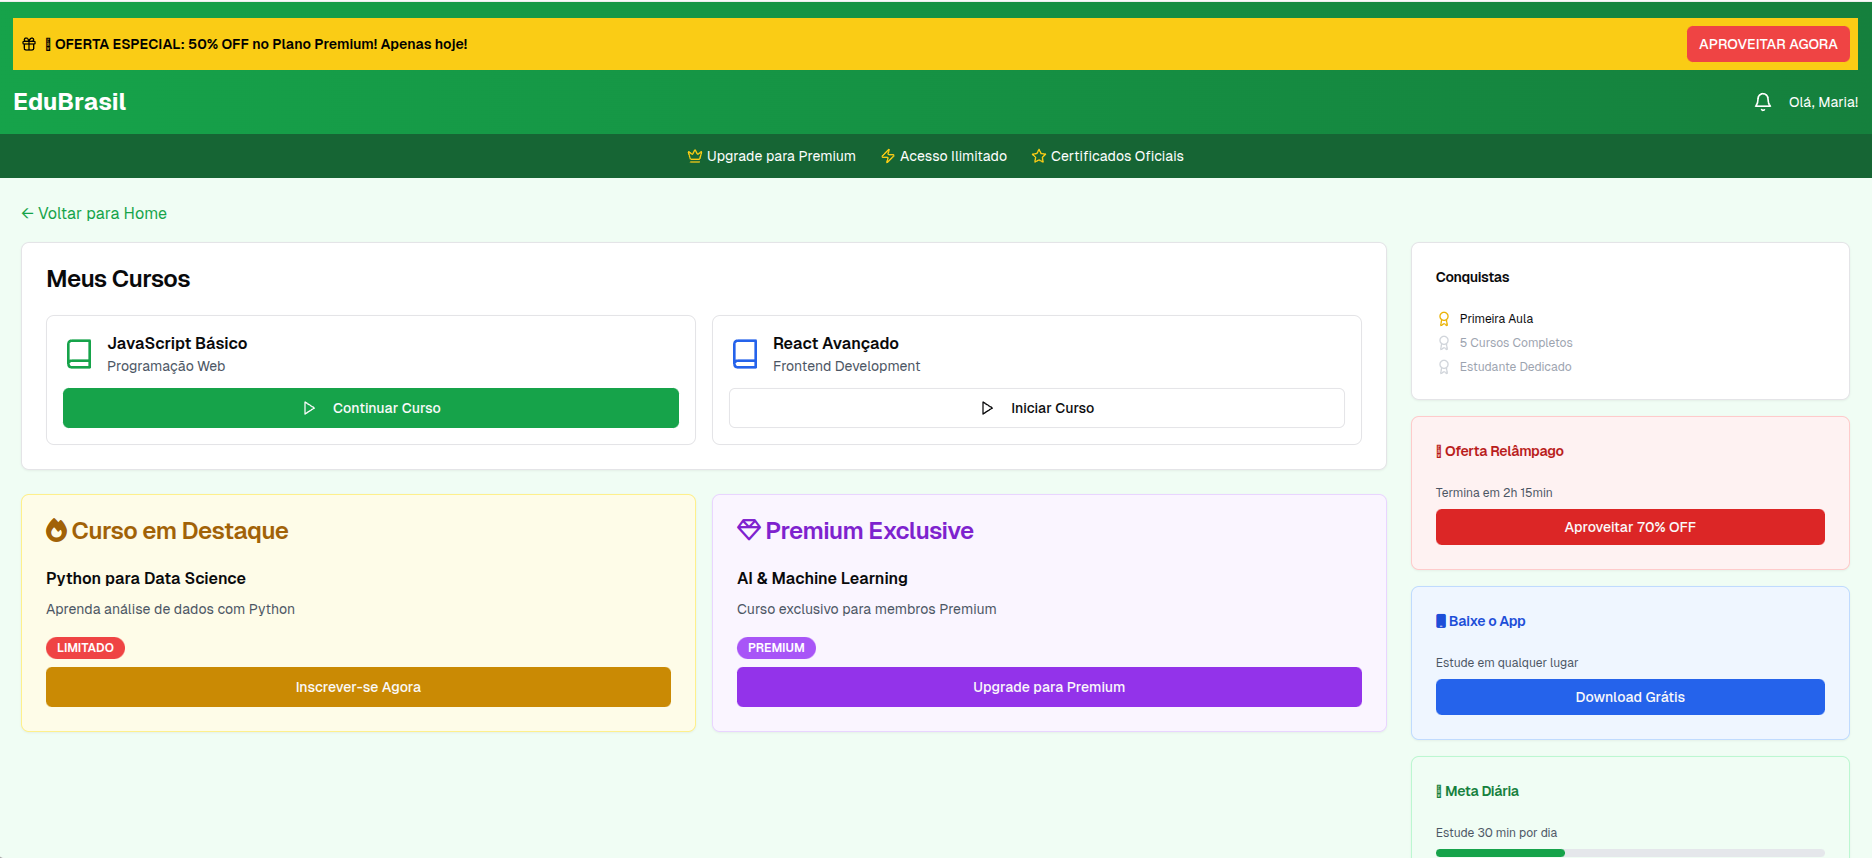 OFERTA ESPECIAL: 50% OFF no Plano Premium! Apenas hoje!
APROVEITAR AGORA
EduBrasil
Olá, Maria!
Upgrade para Premium
Acesso Ilimitado
Certificados Oficiais
← Voltar para Home
Meus Cursos
JavaScript Básico
Programação Web
Continuar Curso
React Avançado
Frontend Development
Iniciar Curso
Curso em Destaque
Python para Data Science
Aprenda análise de dados com Python
LIMITADO
Inscrever-se Agora
Premium Exclusive
AI & Machine Learning
Curso exclusivo para membros Premium
PREMIUM
Upgrade para Premium
Conquistas
Primeira Aula
5 Cursos Completos
Estudante Dedicado
Oferta Relâmpago
Termina em 2h 15min
Aproveitar 70% OFF
Baixe o App
Estude em qualquer lugar
Download Grátis
Meta Diária
Estude 30 min por dia